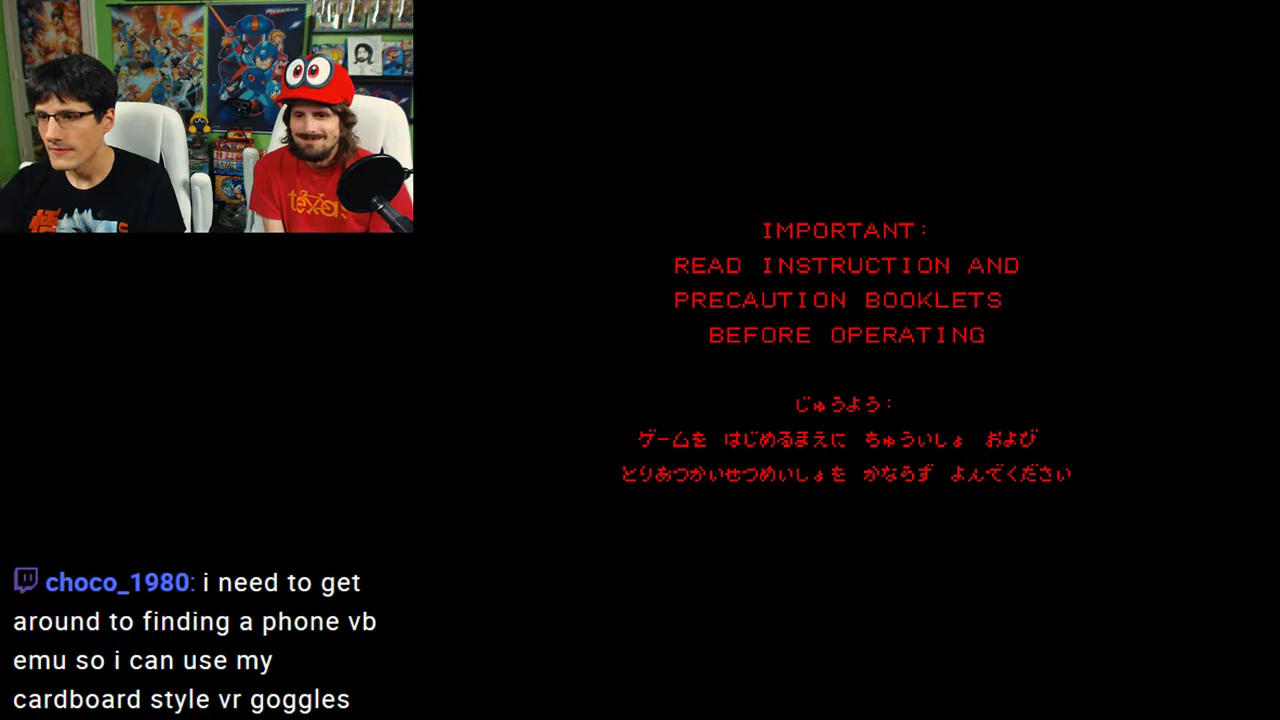 texas
IMPORTANT:
READ INSTRUCTION AND
PRECAUTION BOOKLETS
BEFORE OPERATING
じゅうよう:
ゲームを はじめるまえに ちゅういしょ および
とりあつかいせつめいしょを かならず よんでください
choco_1980: i need to get
around to finding a phone vb
emu so i can use my
cardboard style vr goggles